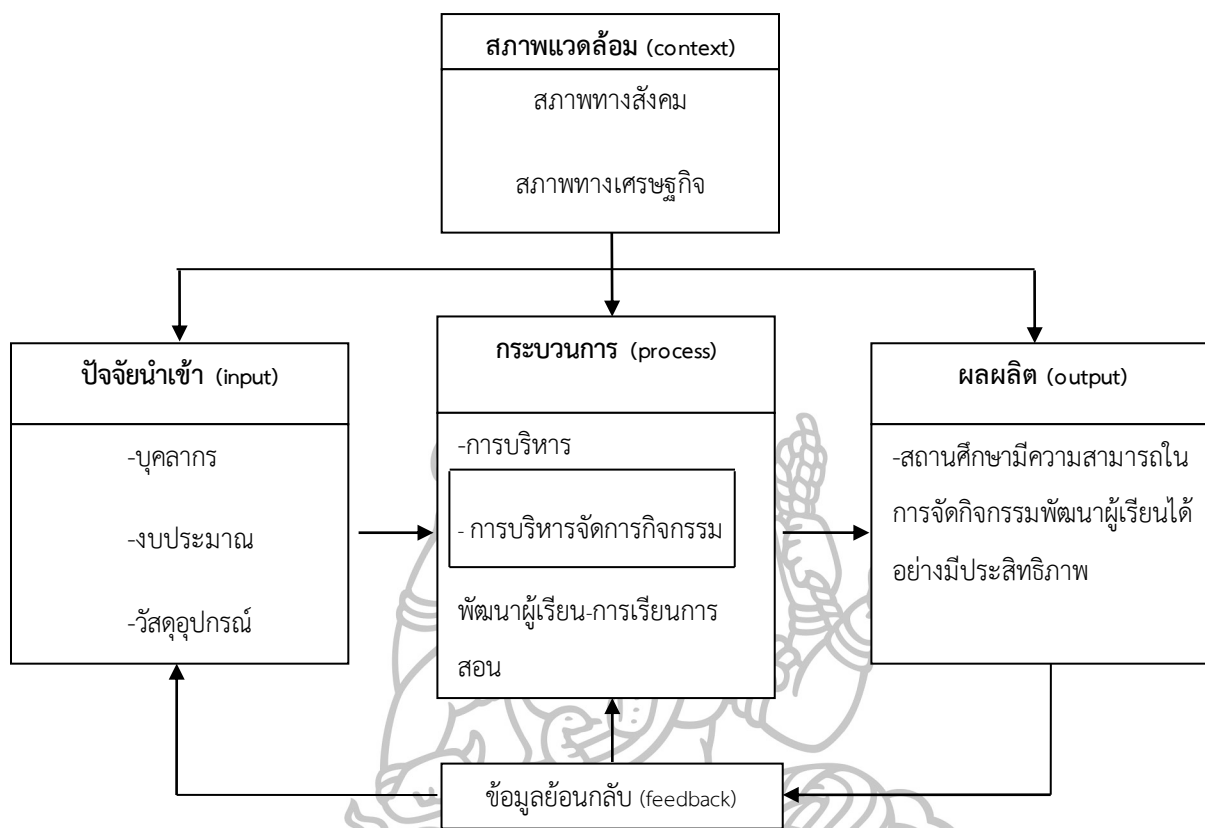 สภาพแวดล้อม (context)
สภาพทางสังคม
สภาพทางเศรษฐกิจ
ปัจจัยนำเข้า (input)
-บุคลากร
-งบประมาณ
-วัสดุอุปกรณ์
กระบวนการ (process)
-การบริหาร
- การบริหารจัดการกิจกรรม
พัฒนาผู้เรียน-การเรียนการ
สอน
ผลผลิต (output)
-สถานศึกษามีความสามารถใน
การจัดกิจกรรมพัฒนาผู้เรียนได้
อย่างมีประสิทธิภาพ
ข้อมูลย้อนกลับ (feedback)